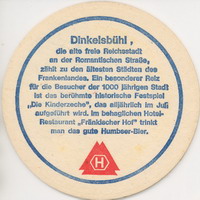 Dinkelsbühl,
die alte freie Reichsstadt
an der Romantischen Straße,
zählt zu den ältesten Städten des
Frankenlandes. Ein besonderer Reiz
für die Besucher der 1000 jährigen Stadt
ist das berühmte historische Festspiel
„Die Kinderzeche", das alljährlich im Juli
aufgeführt wird. Im behaglichen Hotel-
Restaurant „Fränkischer Hof" trinkt
man das gute Humbser-Bier.
H